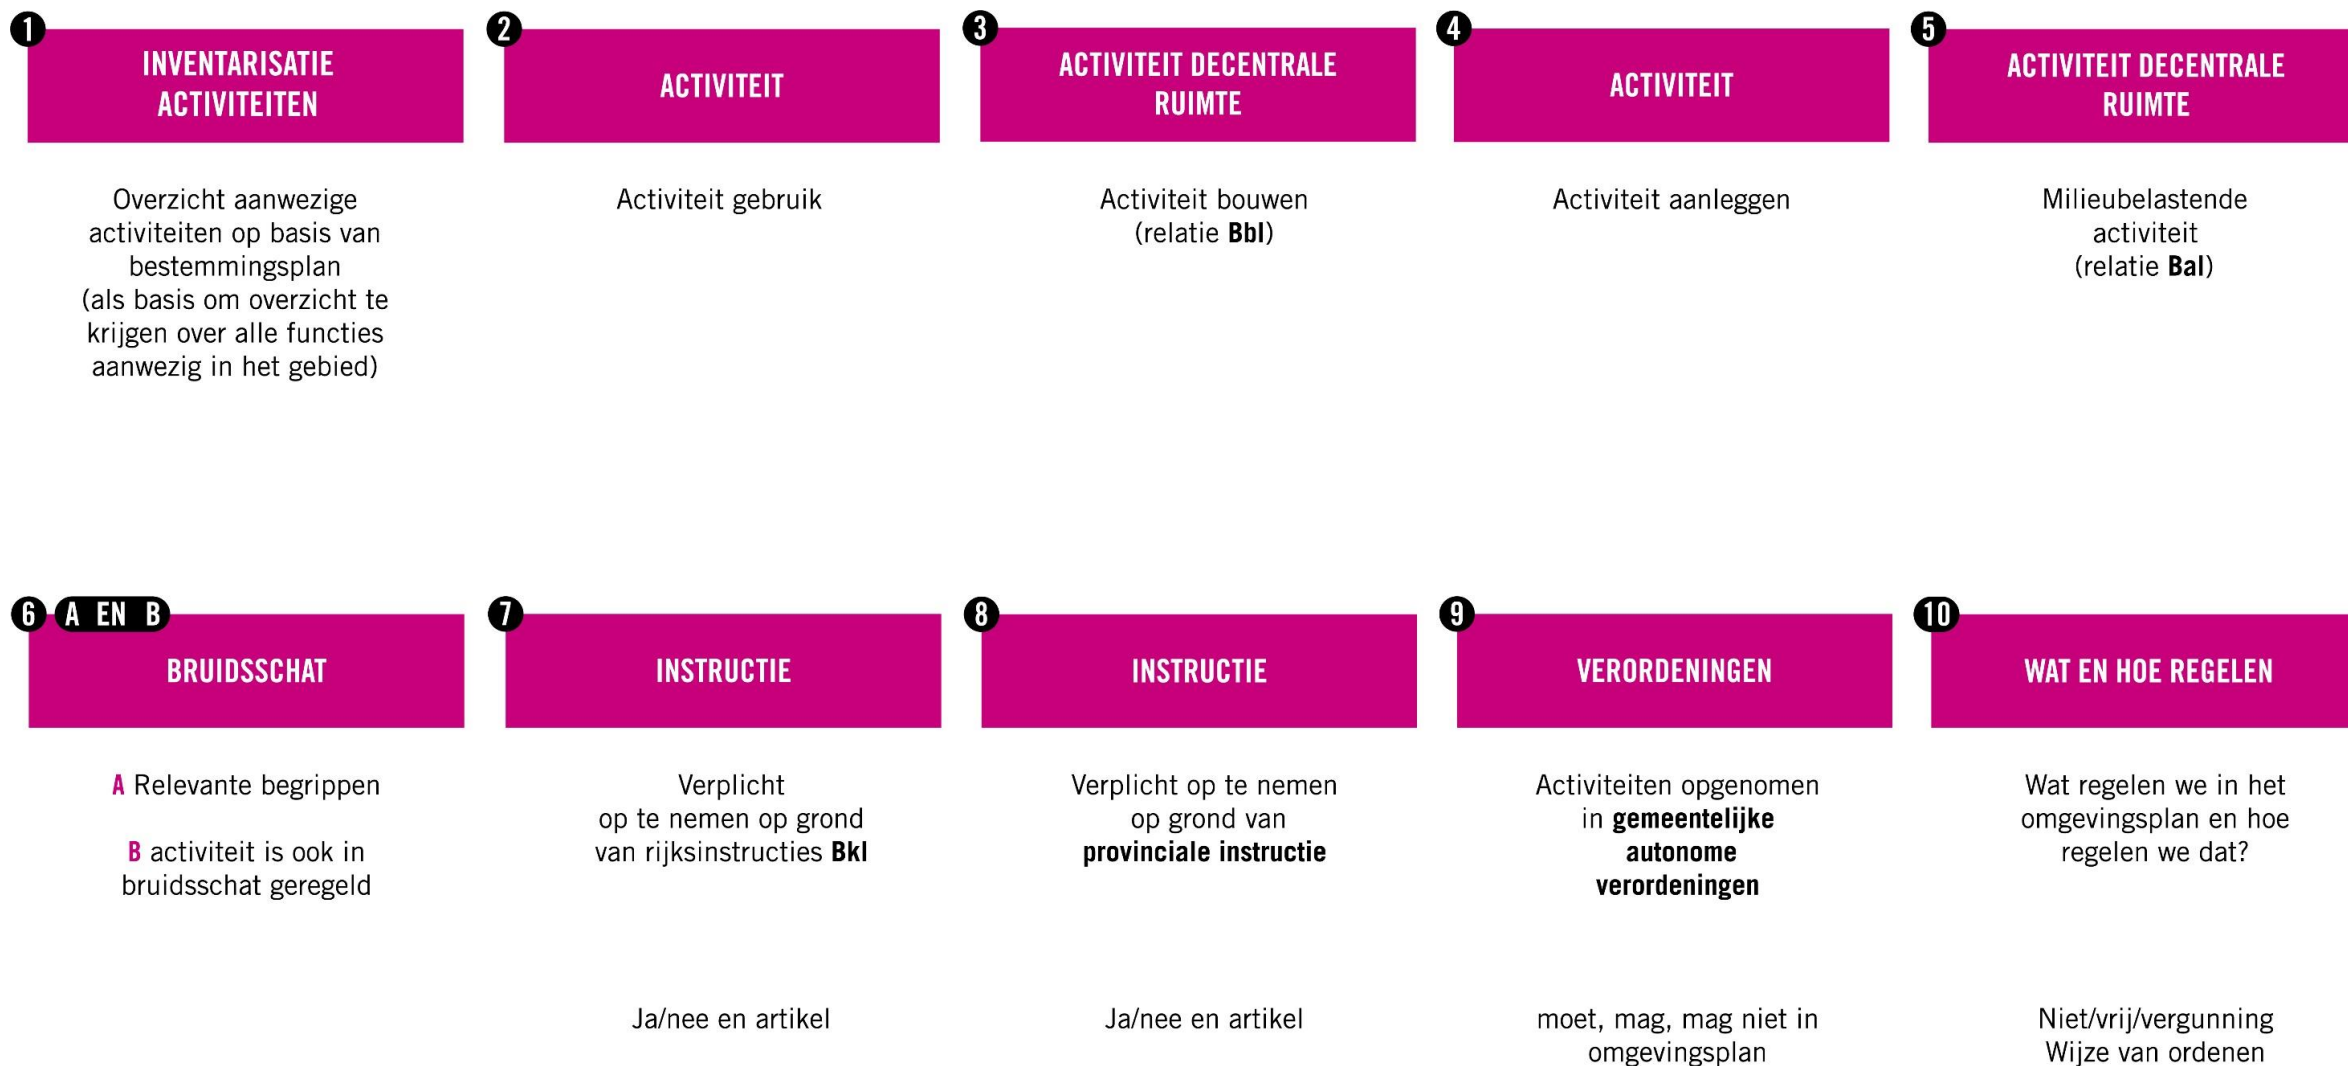 1
INVENTARISATIE
ACTIVITEITEN
Overzicht aanwezige
activiteiten op basis van
bestemmingsplan
(als basis om overzicht te
krijgen over alle functies
aanwezig in het gebied)
2
ACTIVITEIT
Activiteit gebruik
3
ACTIVITEIT DECENTRALE
RUIMTE
Activiteit bouwen
(relatie Bbl)
4
ACTIVITEIT
Activiteit aanleggen
5
ACTIVITEIT DECENTRALE
RUIMTE
Milieubelastende
activiteit
(relatie Bal)
6 A EN B
BRUIDSSCHAT
A Relevante begrippen
B activiteit is ook in
bruidsschat geregeld
7
INSTRUCTIE
Verplicht
op te nemen op grond
van rijksinstructies Bkl
Ja/nee en artikel
8
INSTRUCTIE
Verplicht op te nemen
op grond van
provinciale instructie
Ja/nee en artikel
9
VERORDENINGEN
Activiteiten opgenomen
in gemeentelijke
autonome
verordeningen
moet, mag, mag niet in
omgevingsplan
10
WAT EN HOE REGELEN
Wat regelen we in het
omgevingsplan en hoe
regelen we dat?
Niet/vrij/vergunning
Wijze van ordenen